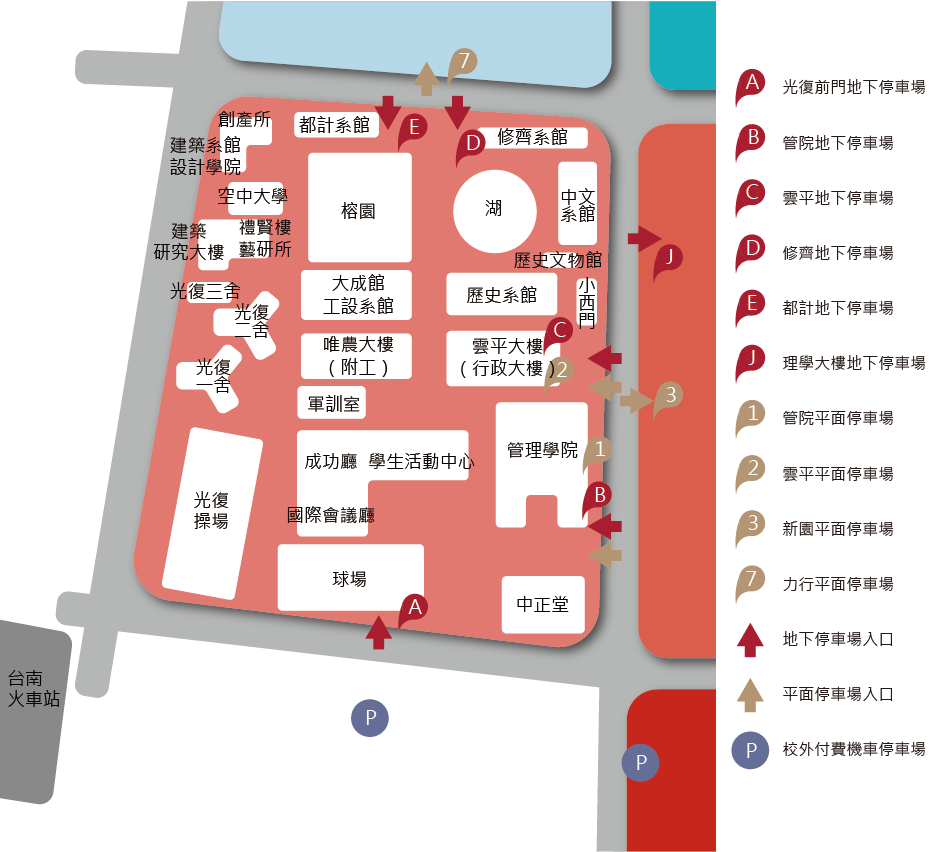 7
創產所
都計系館
E
D
修齊系館
建築系館
設計學院
空中大學
榕園
湖
中文
系館
建築
研究大樓
禮賢樓
藝研所
歷史文物館
J
大成館
工設系館
歷史系館
小
西
門
光復三舍
光復
二舍
C
唯農大樓
(附工)
雲平大樓
(行政大樓)
2
光復
一舍
3
軍訓室
成功廳
學生活動中心
管理學院
1
B
光復
操場
國際會議廳
球場
中正堂
A
台南
火車站
P
P
A 光復前門地下停車場
B 管院地下停車場
C 雲平地下停車場
D 修齊地下停車場
E 都計地下停車場
J 理學大樓地下停車場
1 管院平面停車場
2 雲平平面停車場
3 新園平面停車場
7 力行平面停車場
地下停車場入口
平面停車場入口
P 校外付費機車停車場